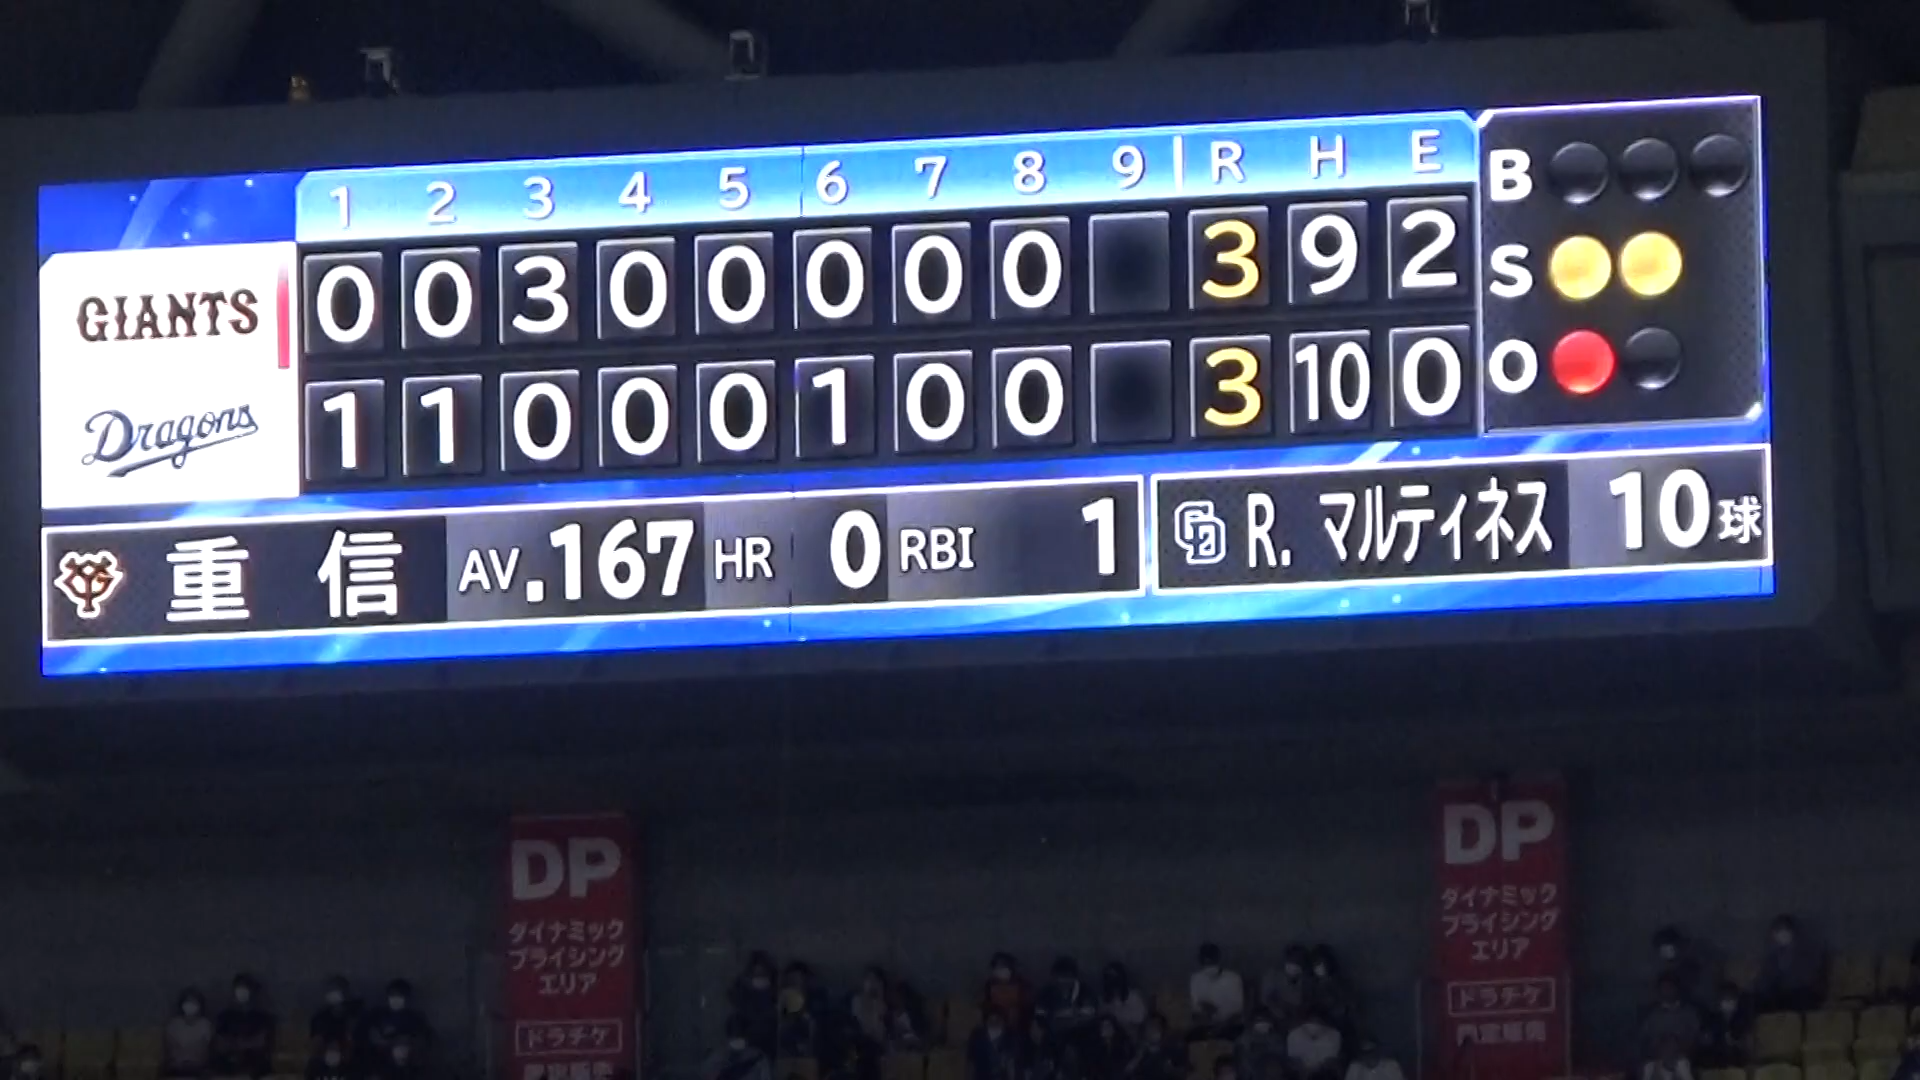 1 2 3 4 5 6 7 8 9 R H E
GIANTS 0 0 3 0 0 0 0 0 3 9 2
Dragons 1 1 0 0 0 1 0 0 3 10 0
B
S
O
重 信 AV .167 HR 0 RBI 1
R. マルティネス 10球
DP
ダイナミック
プライシング
エリア
ドラチケ
DP
ダイナミック
プライシング
エリア
ドラチケ